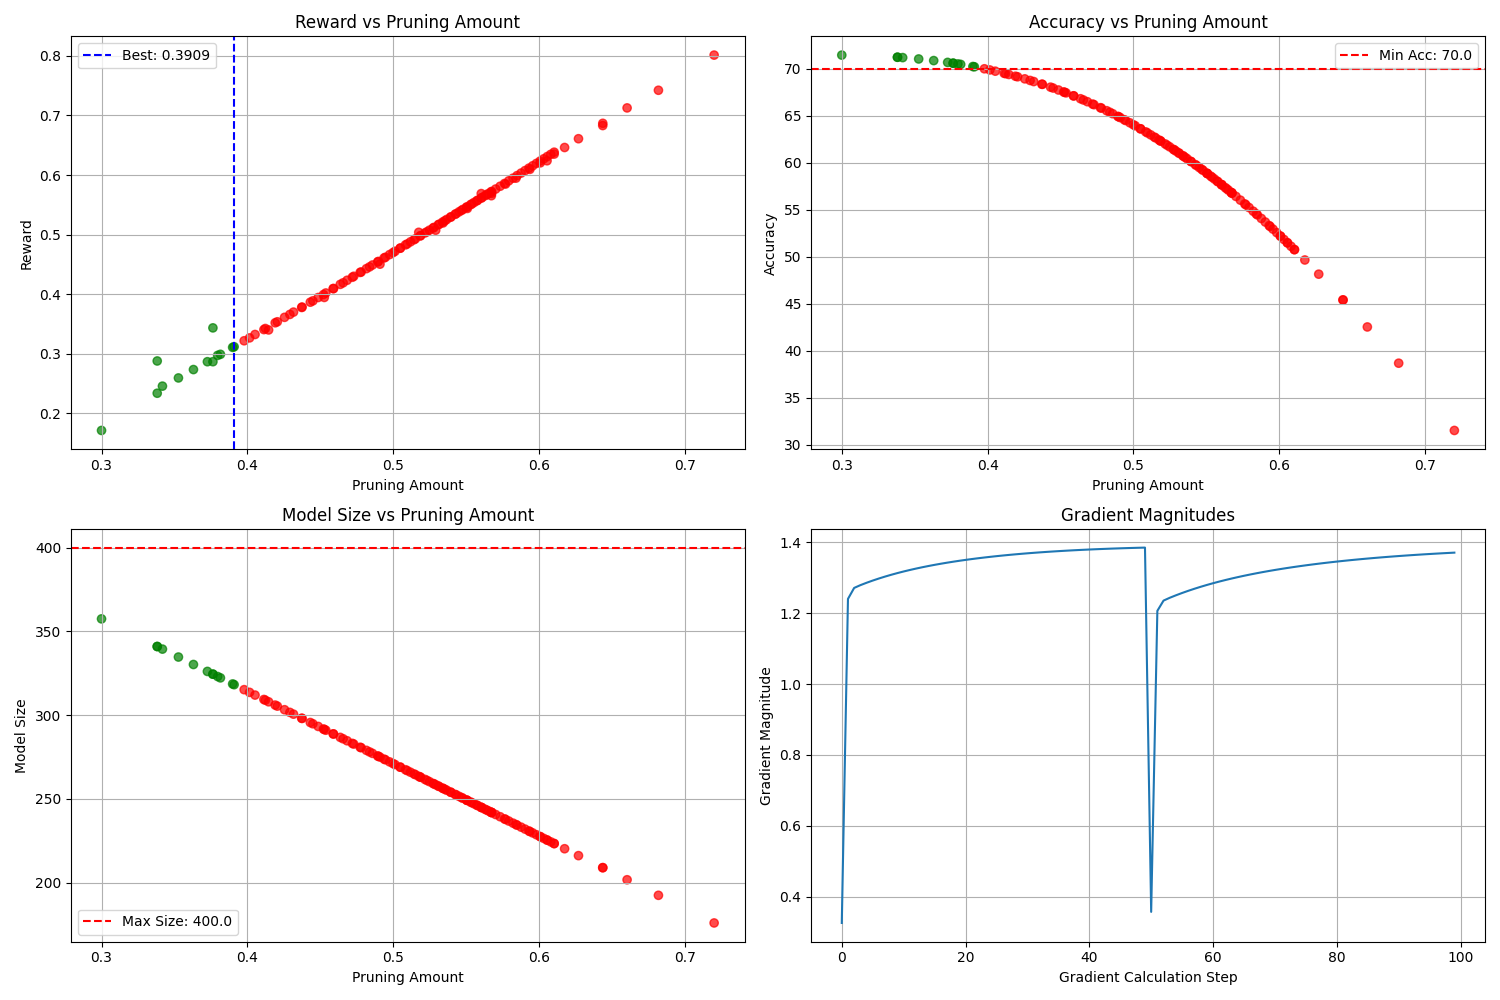 Reward vs Pruning Amount
Best: 0.3909
Reward
0.8
0.7
0.6
0.5
0.4
0.3
0.2
0.3 0.4 0.5 0.6 0.7
Pruning Amount
Accuracy vs Pruning Amount
Min Acc: 70.0
Accuracy
70
65
60
55
50
45
40
35
30
0.3 0.4 0.5 0.6 0.7
Pruning Amount
Model Size vs Pruning Amount
Max Size: 400.0
Model Size
400
350
300
250
200
0.3 0.4 0.5 0.6 0.7
Pruning Amount
Gradient Magnitudes
Gradient Magnitude
1.4
1.2
1.0
0.8
0.6
0.4
0 20 40 60 80 100
Gradient Calculation Step